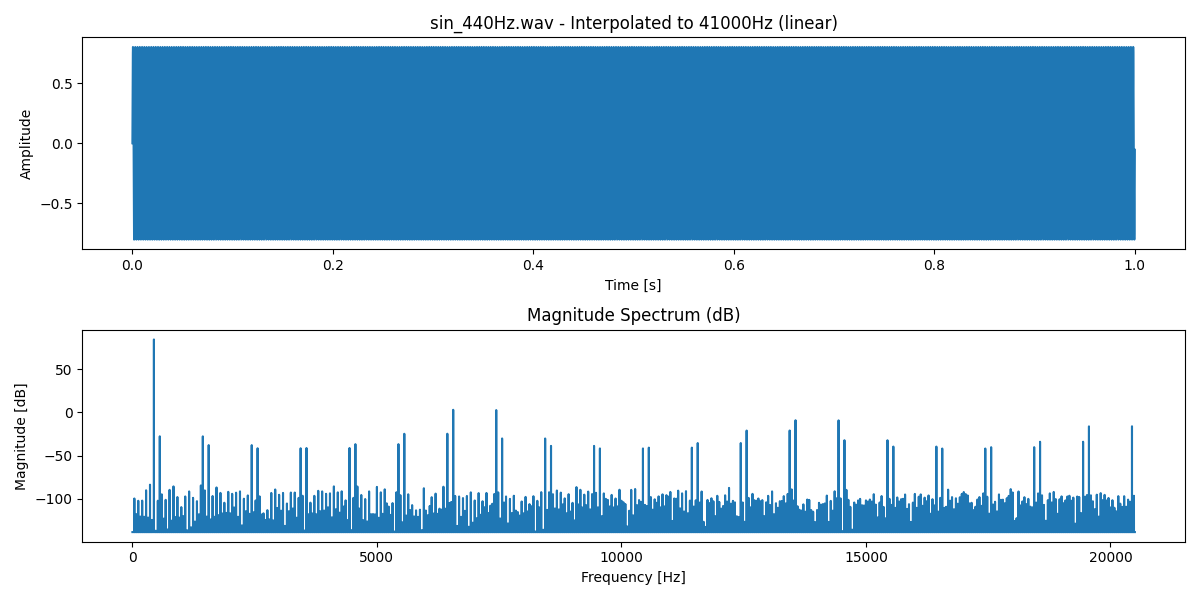 sin_440Hz.wav - Interpolated to 41000Hz (linear)
0.5
0.0
−0.5
Amplitude
0.0 0.2 0.4 0.6 0.8 1.0
Time [s]
Magnitude Spectrum (dB)
50
0
−50
−100
Magnitude [dB]
0 5000 10000 15000 20000
Frequency [Hz]